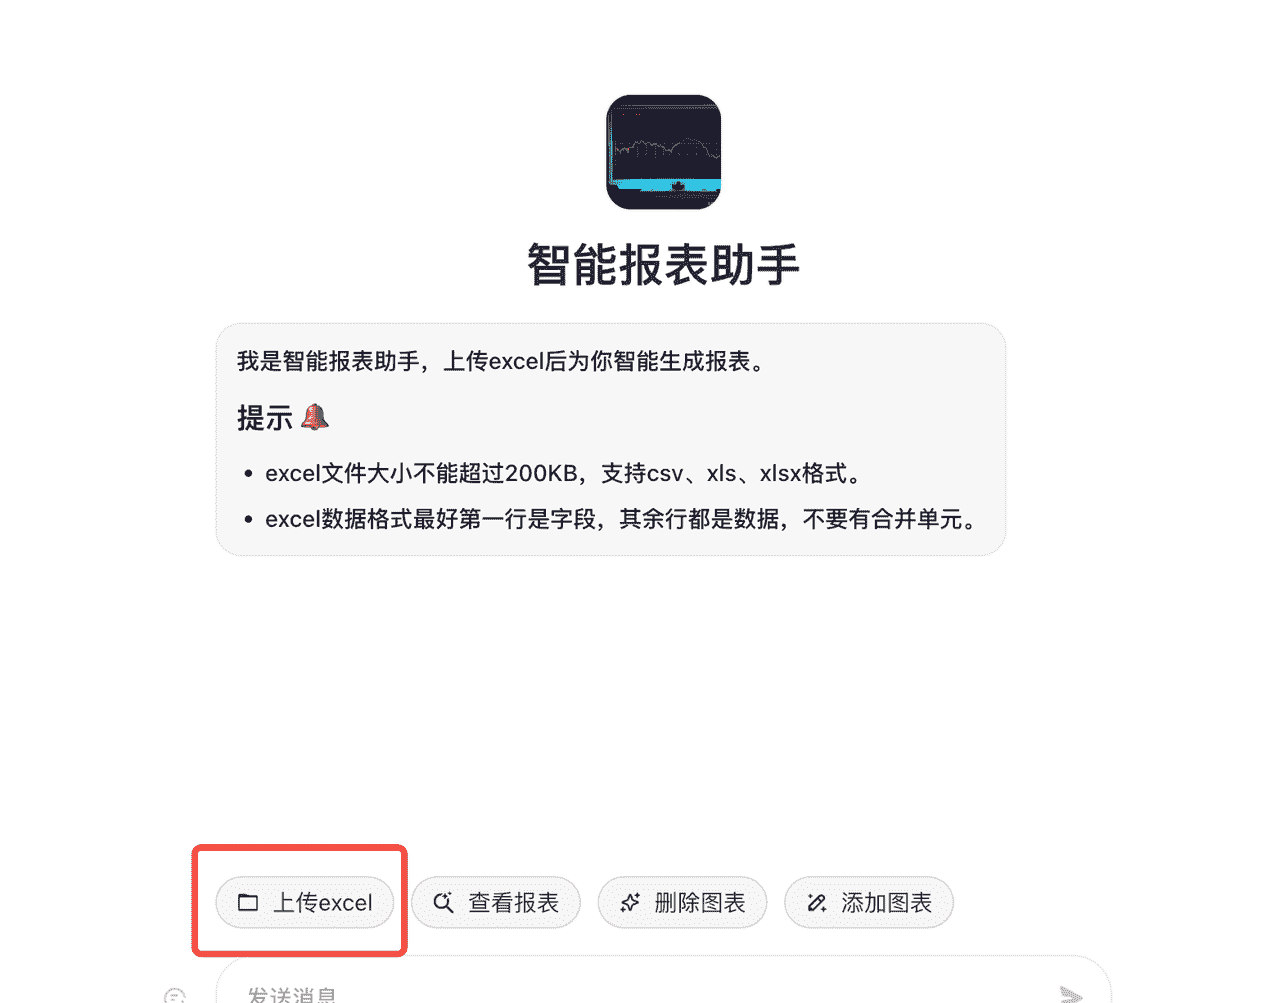 智能报表助手
我是智能报表助手，上传excel后为你智能生成报表。
提示
excel文件大小不能超过200KB，支持csv、xls、xlsx格式。
excel数据格式最好第一行是字段，其余行都是数据，不要有合并单元。
上传excel 查看报表 删除图表 添加图表
发送消息